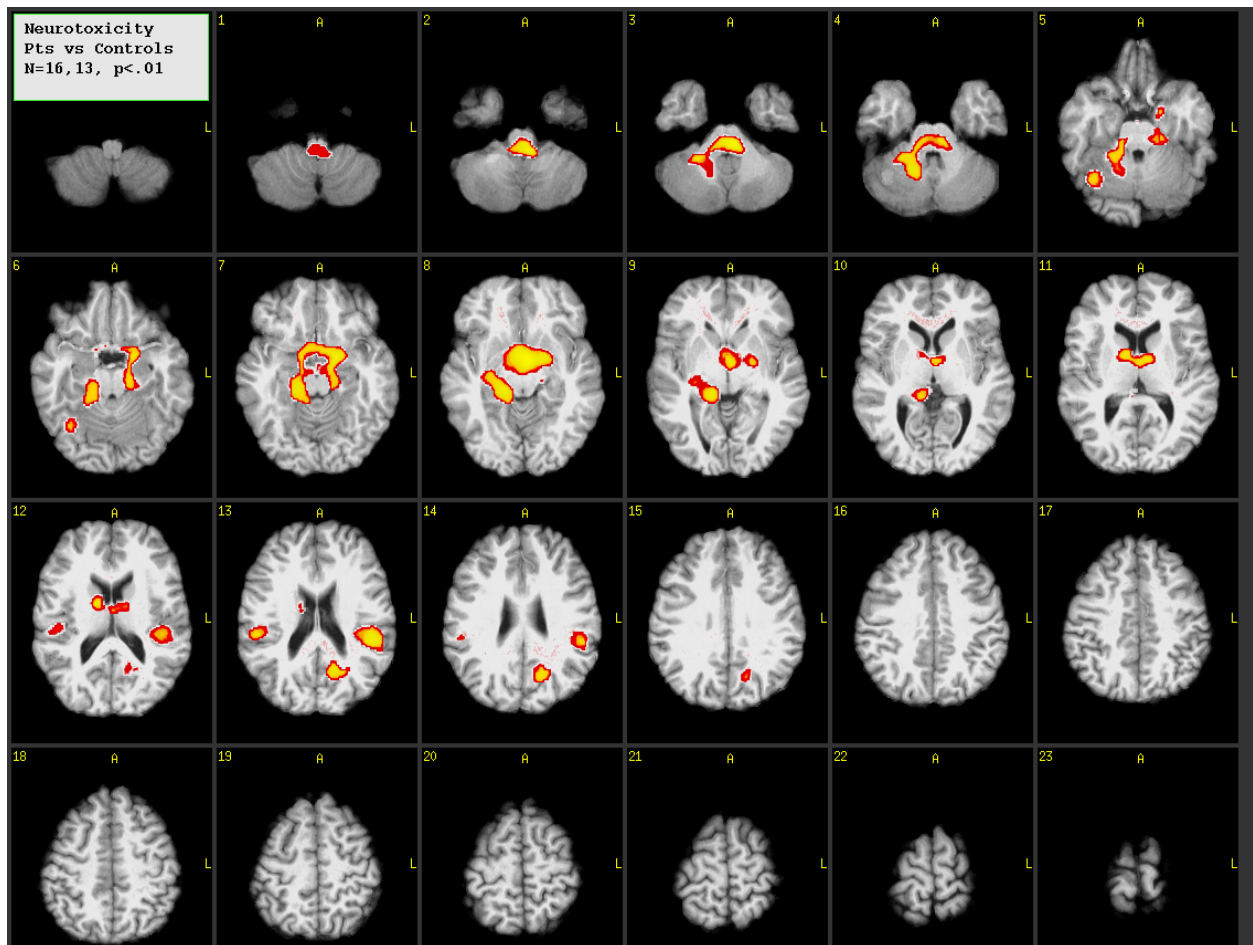 Neurotoxicity
Pts vs Controls
N=16,13, p<.01
1 A L
2 A L
3 A L
4 A L
5 A L
6 A L
7 A L
8 A L
9 A L
10 A L
11 A
12 A L
13 A L
14 A L
15 A L
16 A L
17 A
18 A L
19 A L
20 A L
21 A L
22 A L
23 A